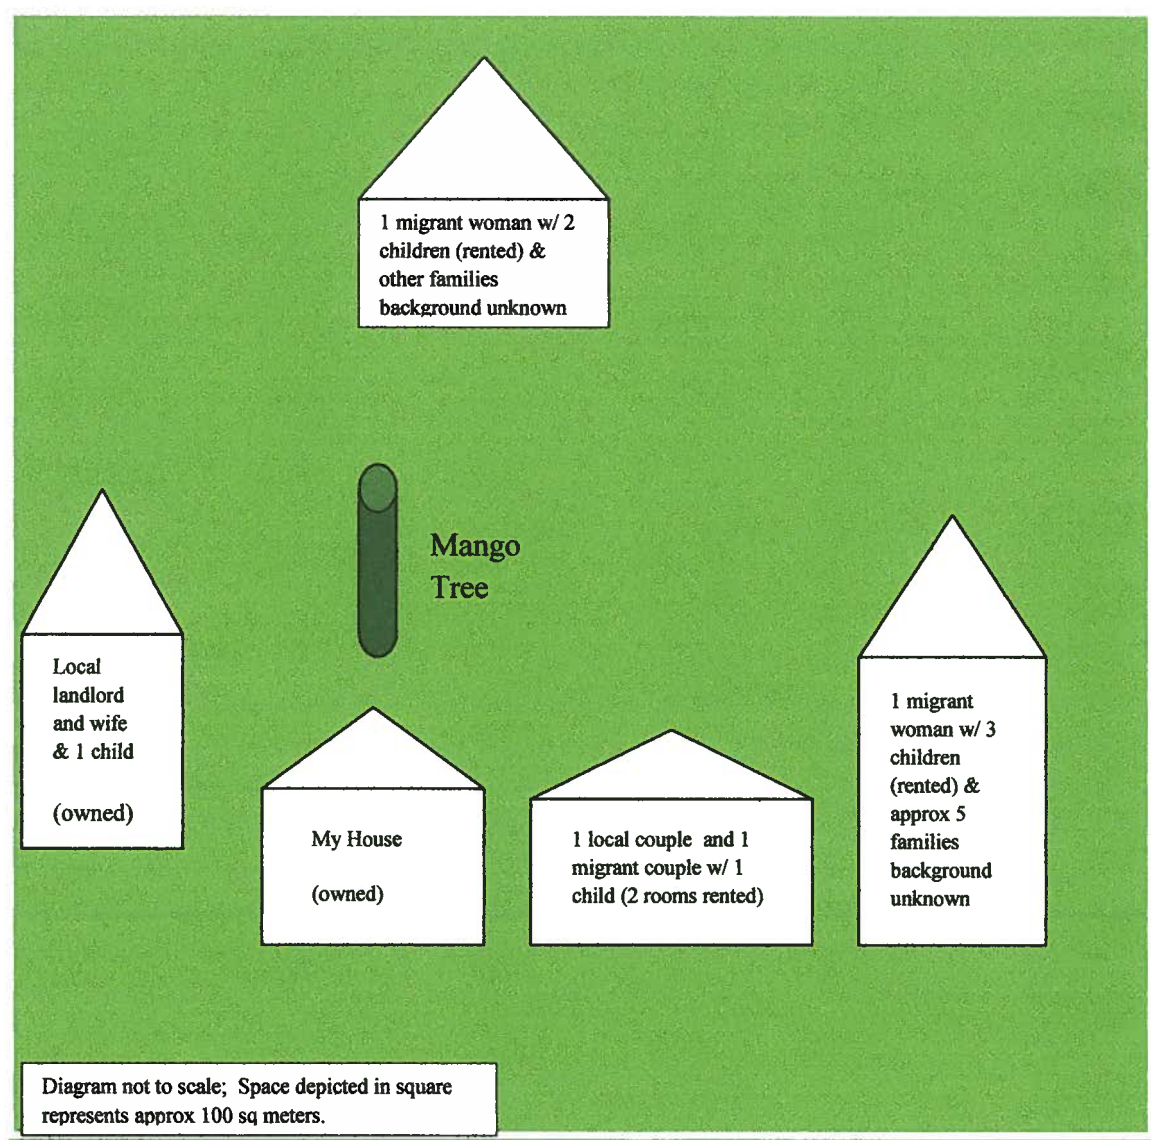 1 migrant woman w/ 2
children (rented) &
other families
background unknown
Mango
Tree
Local
landlord
and wife
& 1 child
(owned)
My House
(owned)
1 local couple and 1
migrant couple w/ 1
child (2 rooms rented)
1 migrant
woman w/ 3
children
(rented) &
approx 5
families
background
unknown
Diagram not to scale; Space depicted in square
represents approx 100 sq meters.